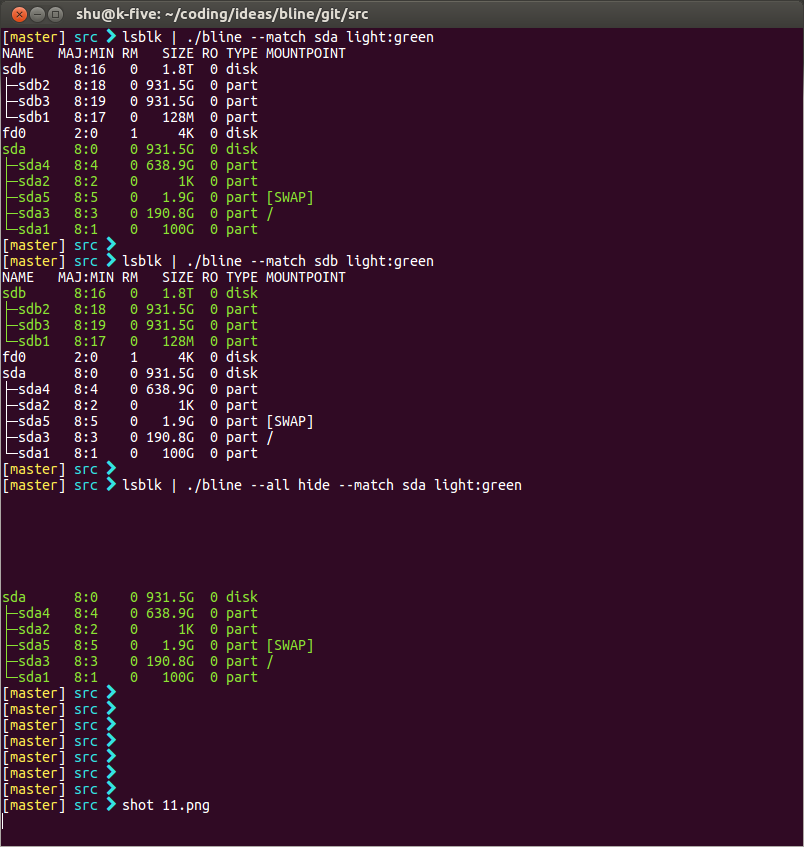 shu@k-five: ~/coding/ideas/bline/git/src
[master] src ❯ lsblk | ./bline --match sda light:green
NAME   MAJ:MIN RM   SIZE RO TYPE MOUNTPOINT
sdb      8:16   0   1.8T  0 disk
├─sdb2   8:18   0 931.5G  0 part
├─sdb3   8:19   0 931.5G  0 part
└─sdb1   8:17   0   128M  0 part
fd0      2:0    1     4K  0 disk
sda      8:0    0 931.5G  0 disk
├─sda4   8:4    0 638.9G  0 part
├─sda2   8:2    0     1K  0 part
├─sda5   8:5    0   1.9G  0 part [SWAP]
├─sda3   8:3    0 190.8G  0 part /
└─sda1   8:1    0   100G  0 part
[master] src ❯
[master] src ❯ lsblk | ./bline --match sdb light:green
NAME   MAJ:MIN RM   SIZE RO TYPE MOUNTPOINT
sdb      8:16   0   1.8T  0 disk
├─sdb2   8:18   0 931.5G  0 part
├─sdb3   8:19   0 931.5G  0 part
└─sdb1   8:17   0   128M  0 part
fd0      2:0    1     4K  0 disk
sda      8:0    0 931.5G  0 disk
├─sda4   8:4    0 638.9G  0 part
├─sda2   8:2    0     1K  0 part
├─sda5   8:5    0   1.9G  0 part [SWAP]
├─sda3   8:3    0 190.8G  0 part /
└─sda1   8:1    0   100G  0 part
[master] src ❯
[master] src ❯ lsblk | ./bline --all hide --match sda light:green
sda      8:0    0 931.5G  0 disk
├─sda4   8:4    0 638.9G  0 part
├─sda2   8:2    0     1K  0 part
├─sda5   8:5    0   1.9G  0 part [SWAP]
├─sda3   8:3    0 190.8G  0 part /
└─sda1   8:1    0   100G  0 part
[master] src ❯
[master] src ❯
[master] src ❯
[master] src ❯
[master] src ❯
[master] src ❯
[master] src ❯
[master] src ❯ shot 11.png